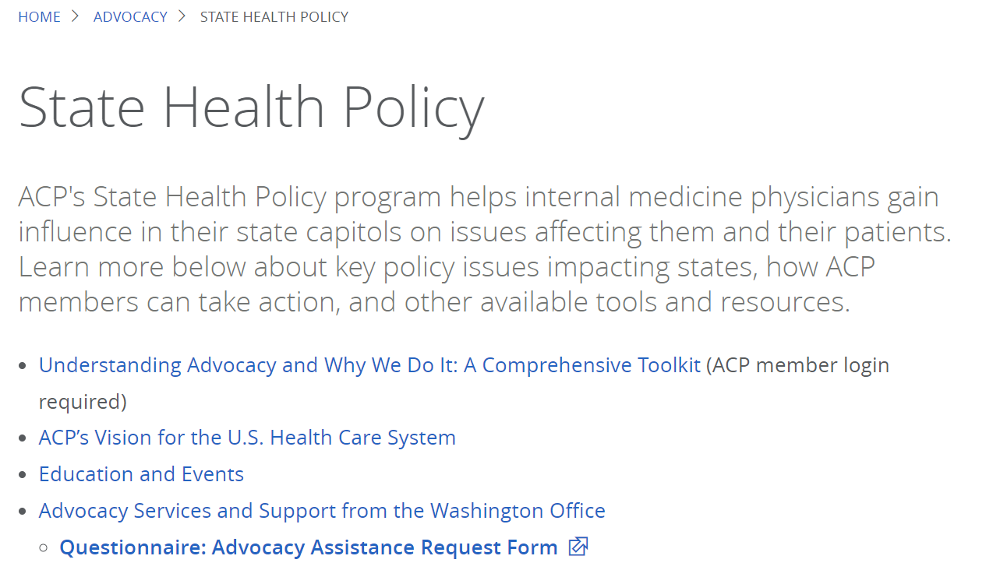 HOME > ADVOCACY > STATE HEALTH POLICY
State Health Policy
ACP's State Health Policy program helps internal medicine physicians gain
influence in their state capitols on issues affecting them and their patients.
Learn more below about key policy issues impacting states, how ACP
members can take action, and other available tools and resources.
• Understanding Advocacy and Why We Do It: A Comprehensive Toolkit (ACP member login
required)
• ACP’s Vision for the U.S. Health Care System
• Education and Events
• Advocacy Services and Support from the Washington Office
◦ Questionnaire: Advocacy Assistance Request Form